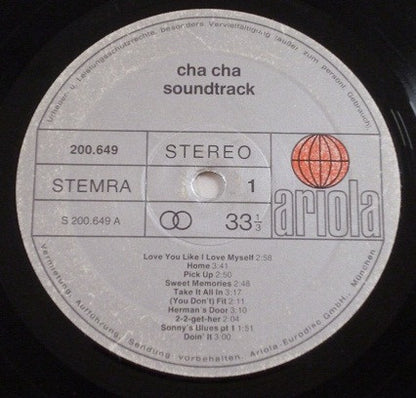 Urheber- u. Leistungsschutzrechte, besonders Vervielfältigung (außer zum persönl. Gebrauch),
cha cha
soundtrack
200.649
STEREO
STEMRA
1
S 200.649 A
33 1/3
ariola
Love You Like I Love Myself 2:58
Home 3:41
Pick Up 2:50
Sweet Memories 2:48
Take It All In 3:17
(You Don't) Fit 2:11
Herman's Door 3:10
2-2-get-her 2:04
Sonny's Blues pt 1 1:51
Doin' It 3:00
Vermietung, Aufführung, Sendung vorbehalten. Ariola Eurodisc GmbH, München